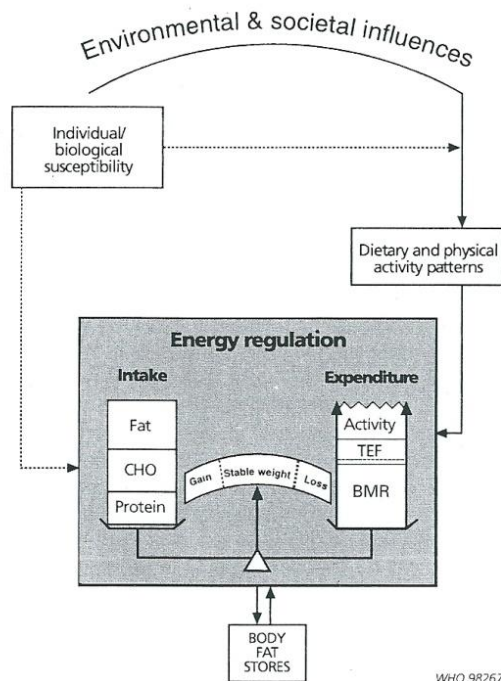 Environmental & societal influences
Individual/
biological
susceptibility
Dietary and physical
activity patterns
Energy regulation
Intake
Expenditure
Fat
CHO
Protein
Gain
Stable weight
Loss
Activity
TEF
BMR
BODY
FAT
STORES
WHO 98267